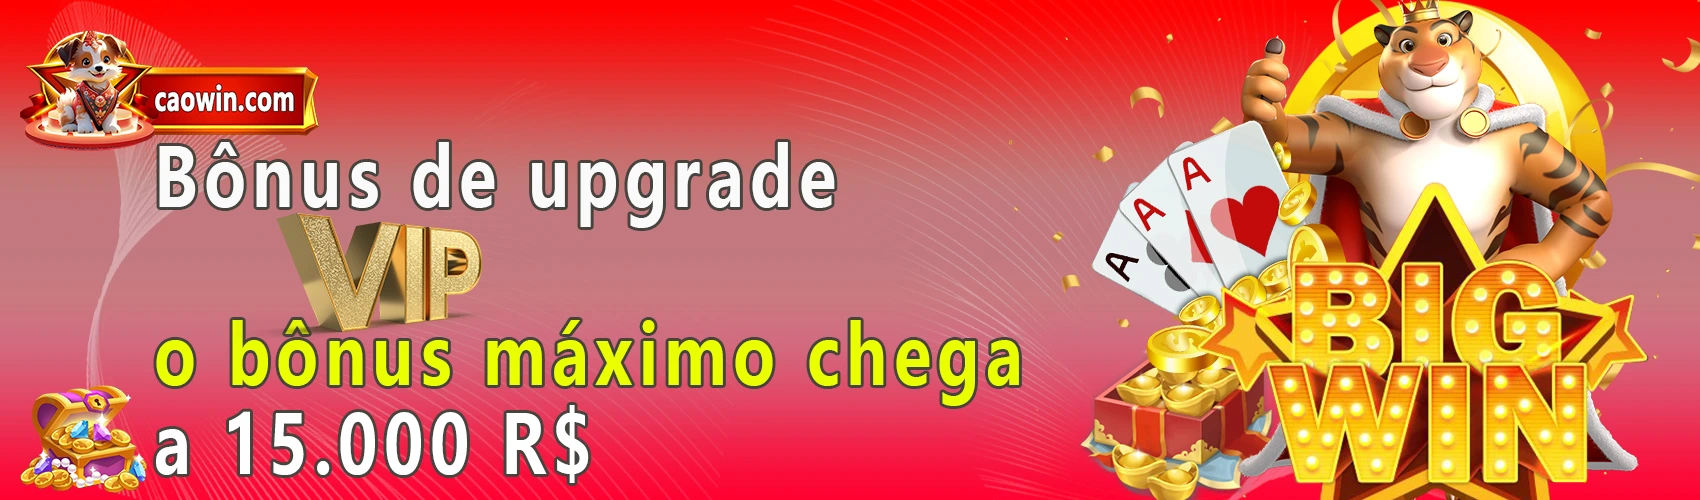 caowin.com
Bônus de upgrade
VIP
o bônus máximo chega
a 15.000 R$
A
A
A
BIG
WIN